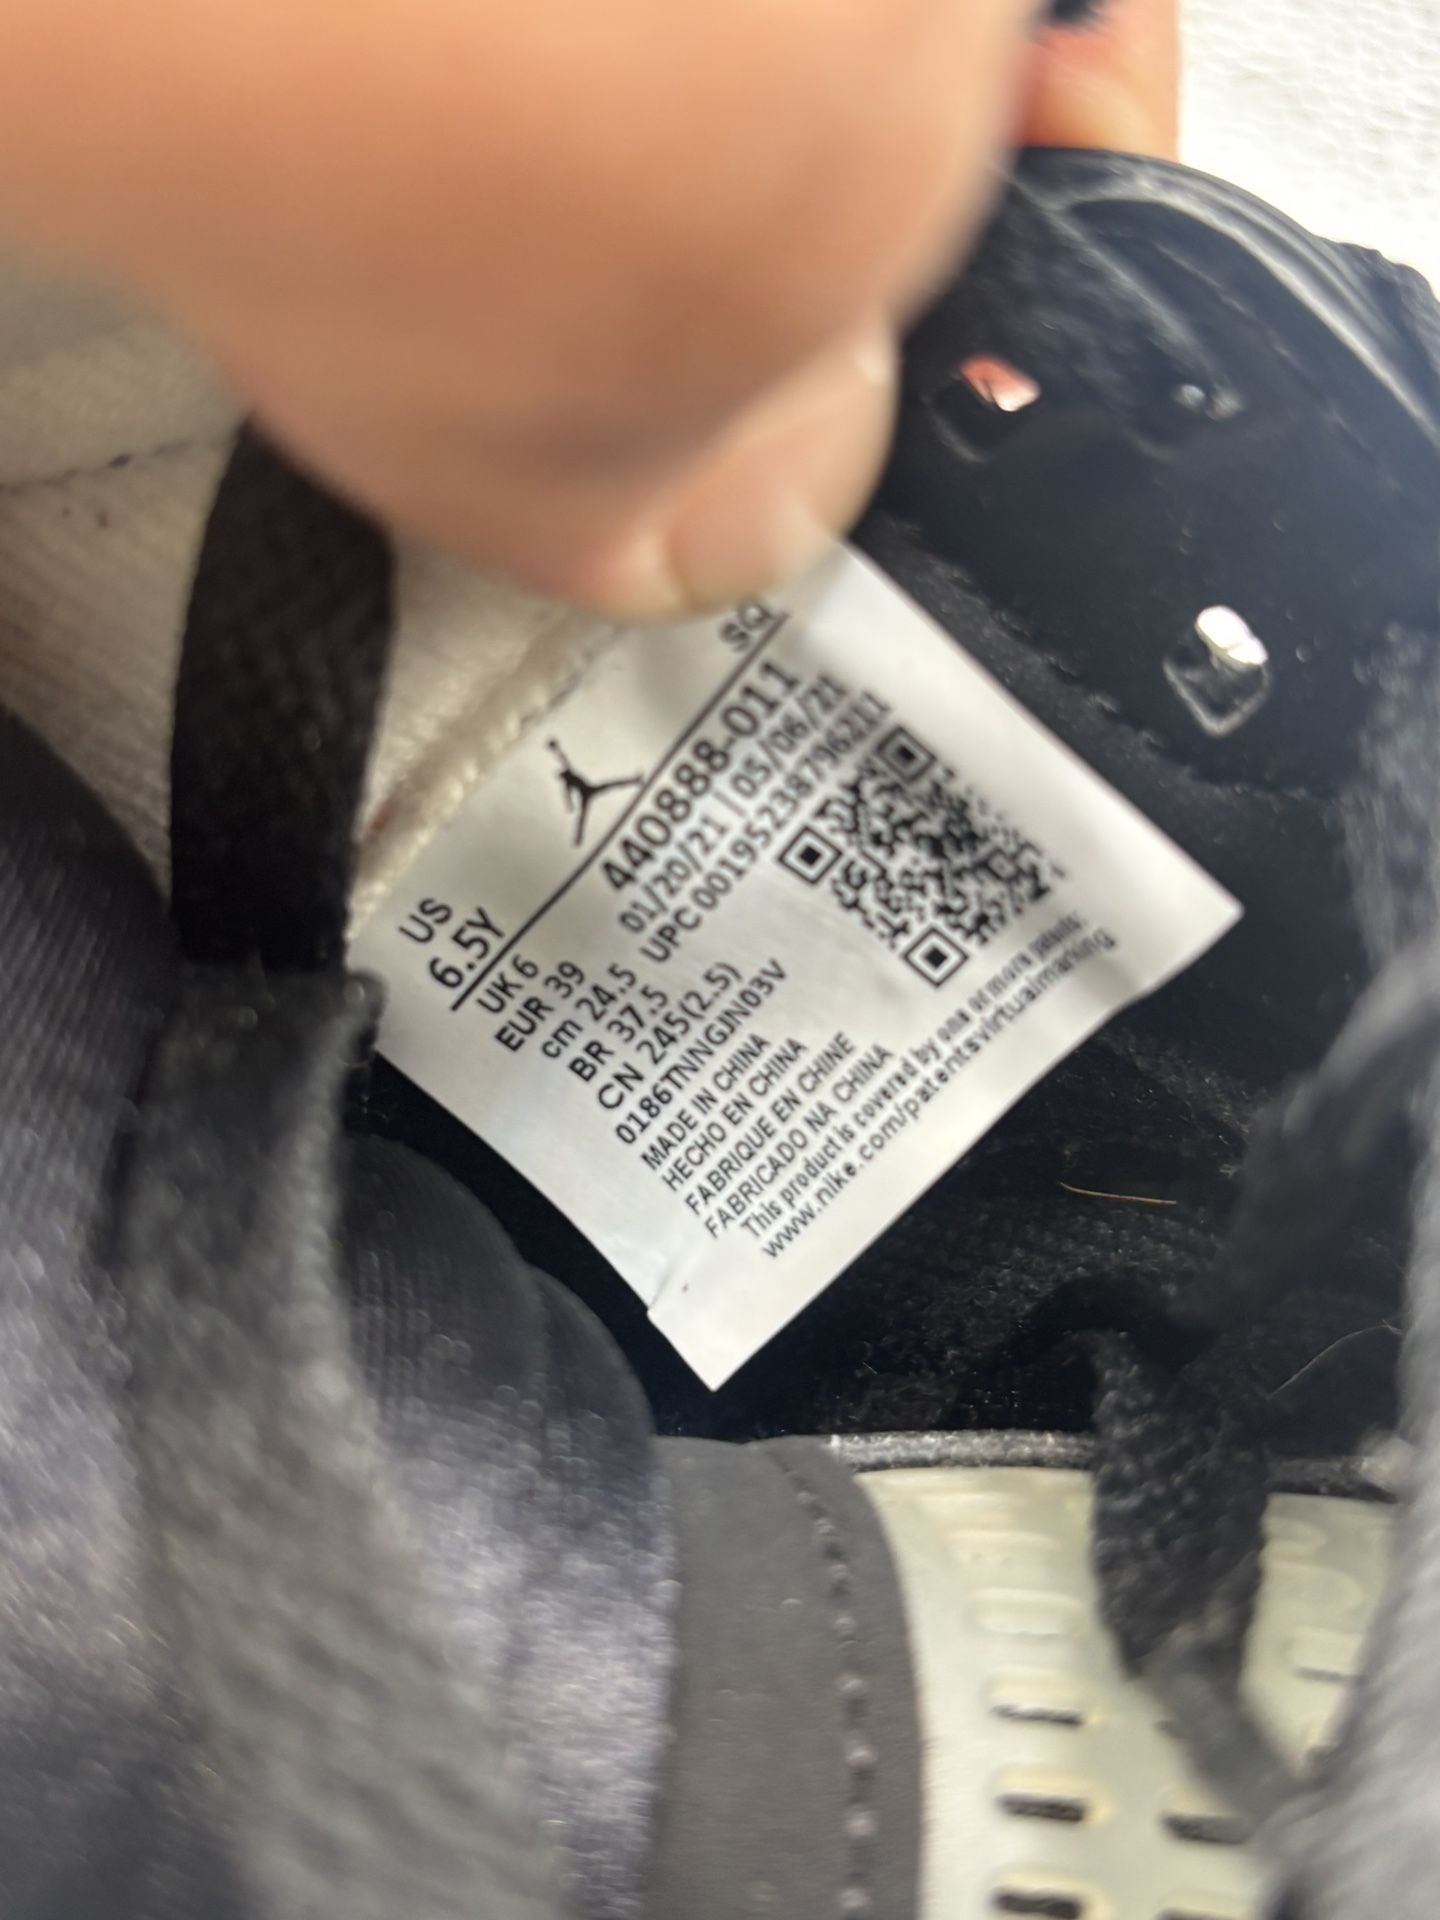 US
6.5Y
SQ
UK 6
EUR 39
cm 24.5
BR 37.5
CN 245(2.5)
440888-011
01/20/21 | 05/06/21
UPC 00195238796211
0186TNNGJN03V
MADE IN CHINA
HECHO EN CHINA
FABRIQUE EN CHINE
FABRICADO NA CHINA
This product is covered by one or more patents:
www.nike.com/patentsvirtualmarking